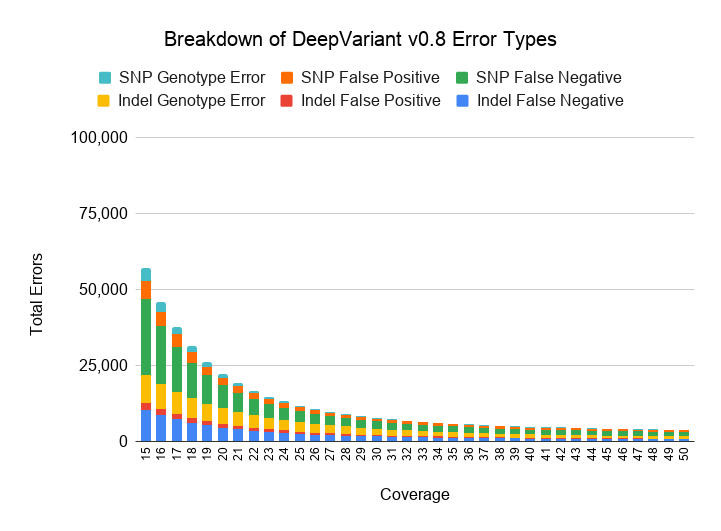 Breakdown of DeepVariant v0.8 Error Types
SNP Genotype Error SNP False Positive SNP False Negative
Indel Genotype Error Indel False Positive Indel False Negative
100,000
75,000
50,000
25,000
0
Total Errors
15 16 17 18 19 20 21 22 23 24 25 26 27 28 29 30 31 32 33 34 35 36 37 38 39 40 41 42 43 44 45 46 47 48 49 50
Coverage